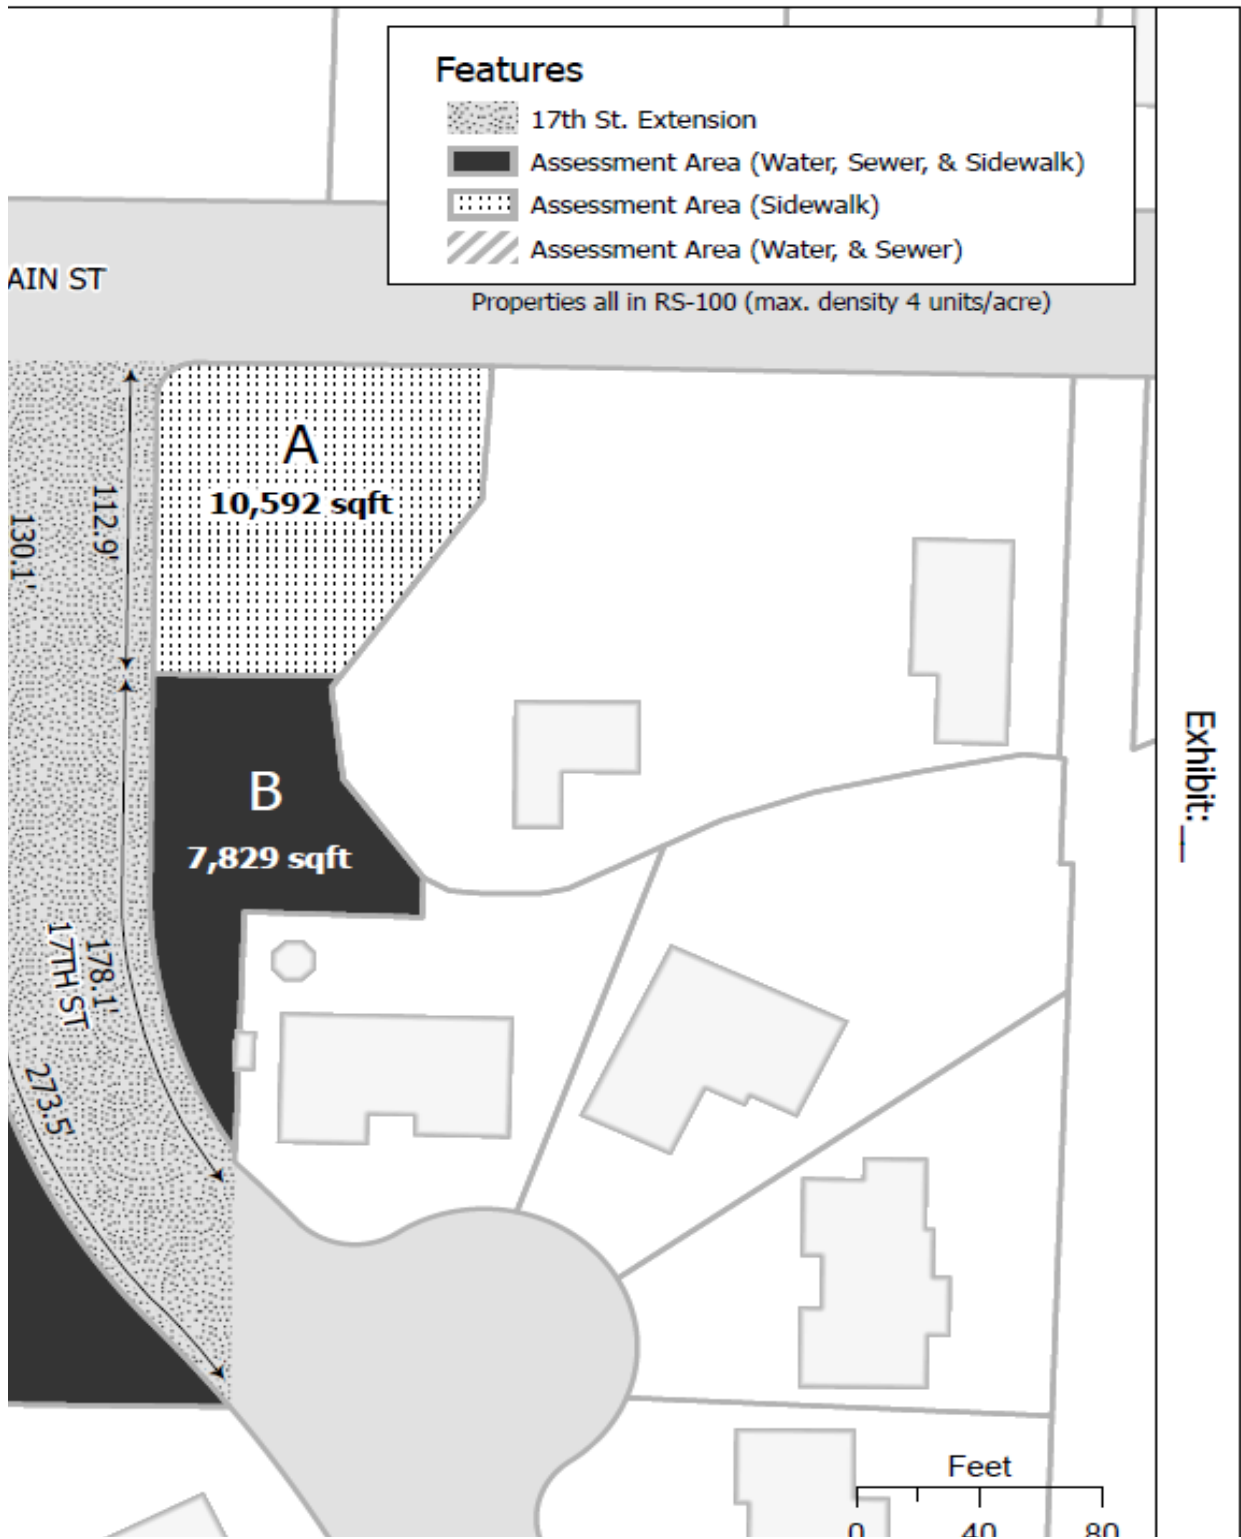 Features
17th St. Extension
Assessment Area (Water, Sewer, & Sidewalk)
Assessment Area (Sidewalk)
Assessment Area (Water, & Sewer)
AIN ST
Properties all in RS-100 (max. density 4 units/acre)
A
10,592 sqft
112.9'
130.1'
B
7,829 sqft
178.1'
17TH ST
273.5'
Exhibit:__
Feet
0 40 80